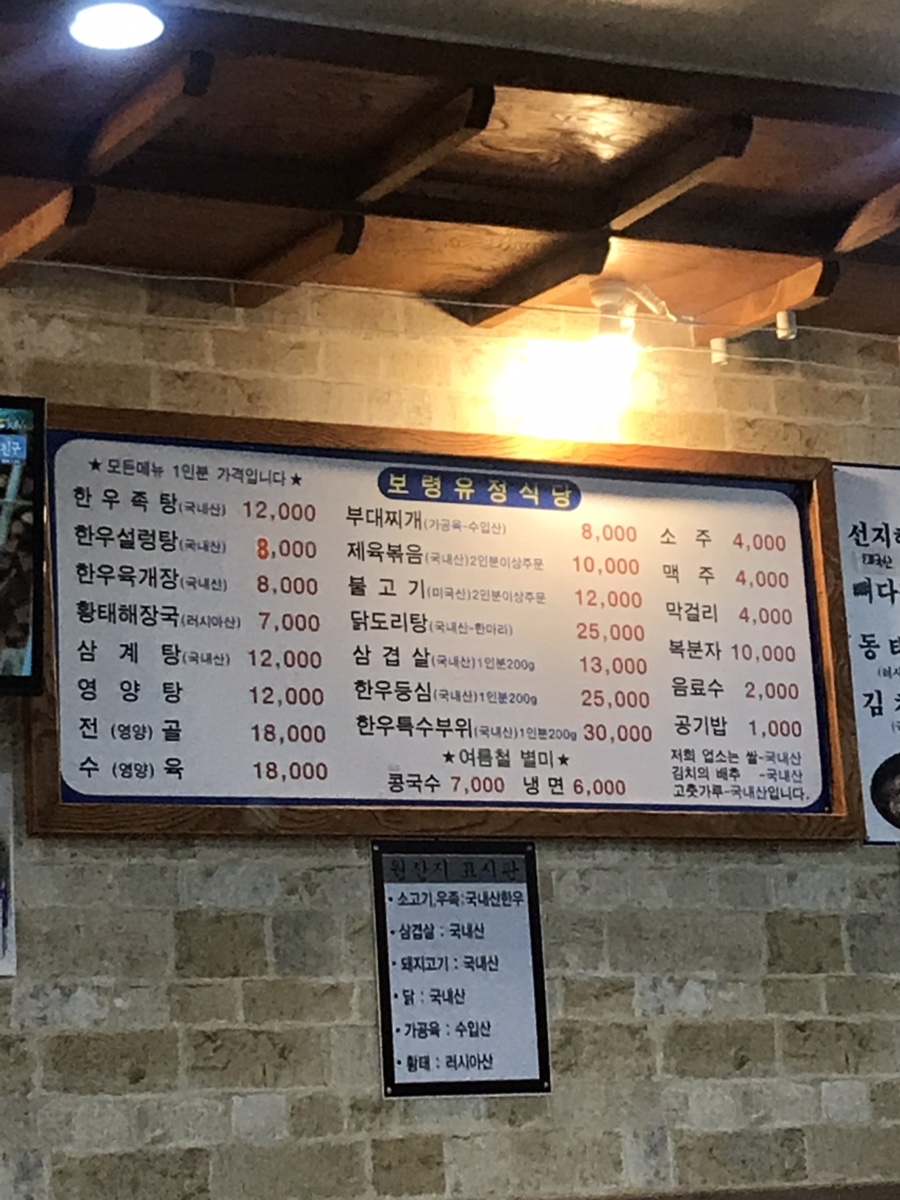 친구
★모든메뉴 1인분 가격입니다★
한우족탕(국내산) 12,000
한우설렁탕(국내산) 8,000
한우육개장(국내산) 8,000
황태해장국(러시아산) 7,000
삼 계 탕(국내산) 12,000
영 양 탕 12,000
전 (영양) 골 18,000
수 (영양) 육 18,000
보령유정식당
부대찌개(가공육-수입산) 8,000
제육볶음(국내산)2인분이상주문 10,000
불 고 기(미국산)2인분이상주문 12,000
닭도리탕(국내산-한마리) 25,000
삼 겹 살(국내산)1인분200g 13,000
한우등심(국내산)1인분200g 25,000
한우특수부위(국내산)1인분200g 30,000
★여름철 별미★
콩국수 7,000 냉면 6,000
소 주 4,000
맥 주 4,000
막걸리 4,000
복분자 10,000
음료수 2,000
공기밥 1,000
저희 업소는 쌀-국내산
김치의 배추 -국내산
고춧가루-국내산입니다.
원산지 표시판
• 소고기,우족:국내산한우
• 삼겹살 : 국내산
• 돼지고기 : 국내산
• 닭 : 국내산
• 가공육 : 수입산
• 황태 : 러시아산
선지
뼈다
동태
김